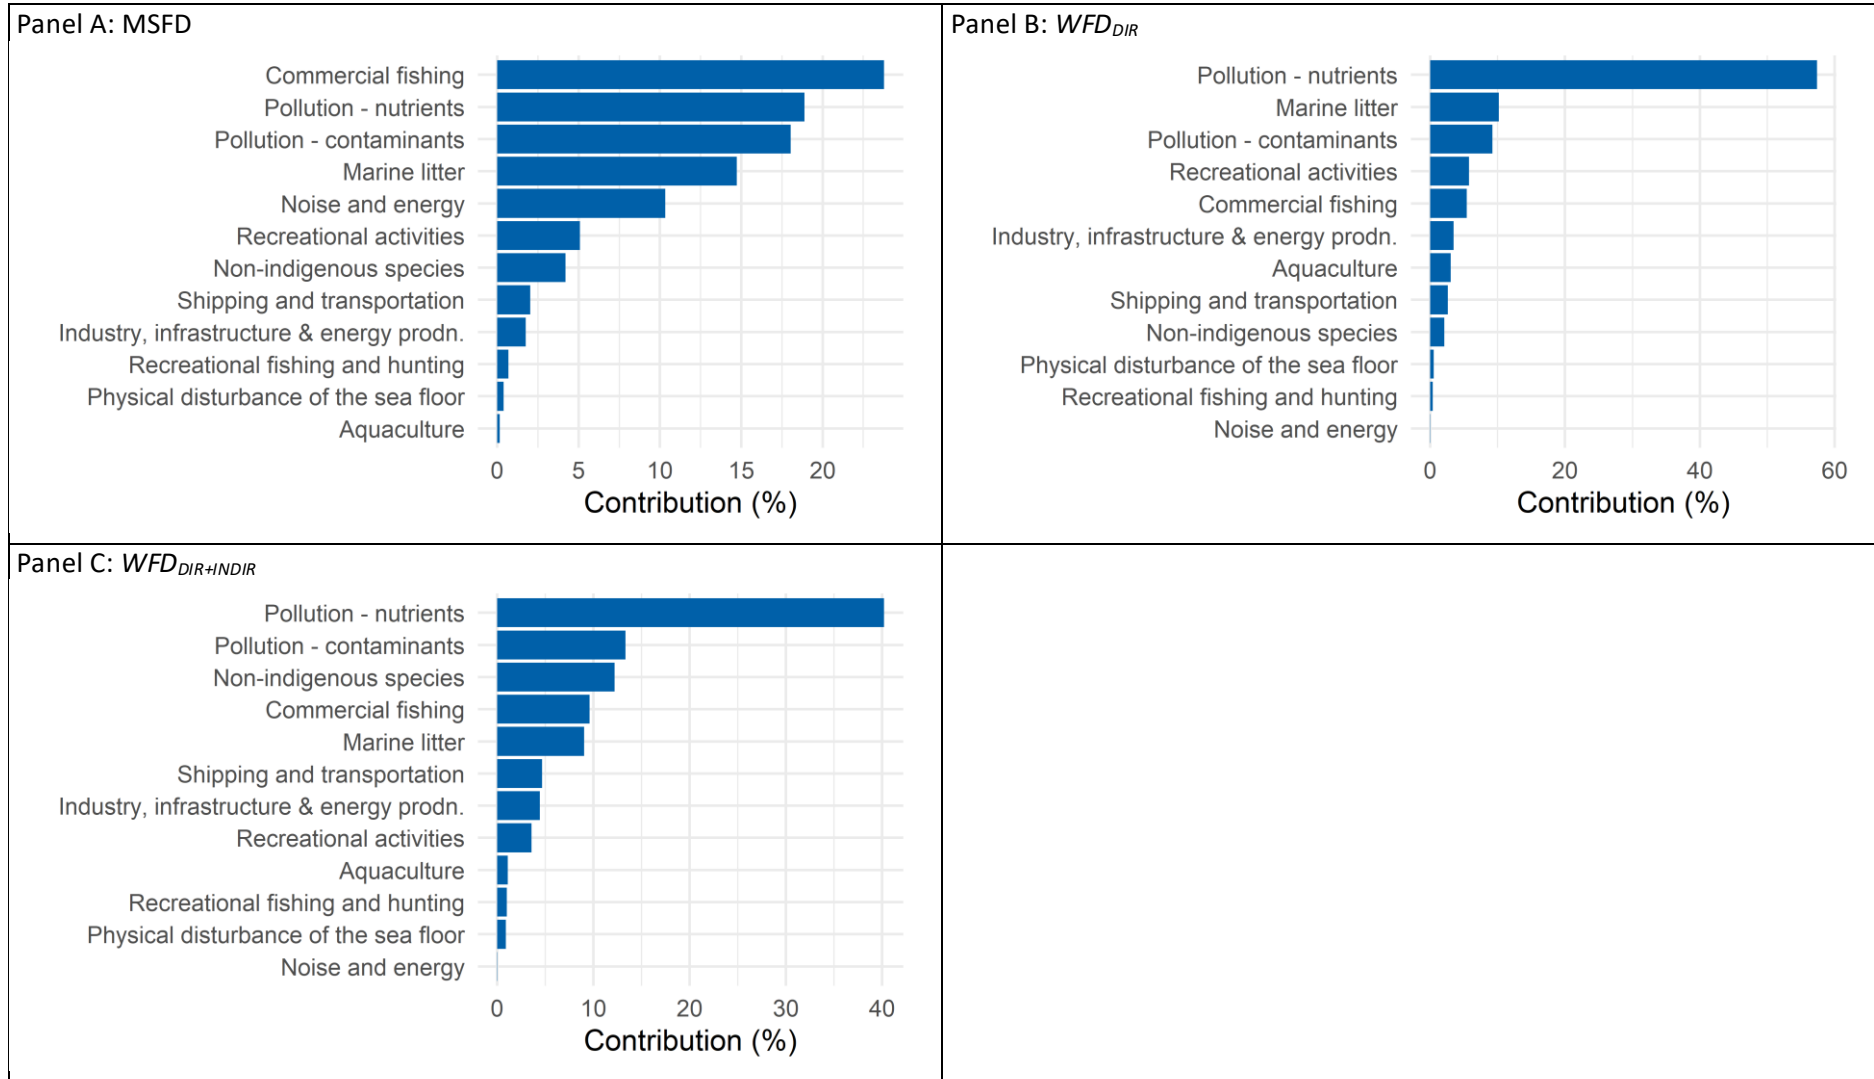 Panel A: MSFD
Commercial fishing
Pollution - nutrients
Pollution - contaminants
Marine litter
Noise and energy
Recreational activities
Non-indigenous species
Shipping and transportation
Industry, infrastructure & energy prodn.
Recreational fishing and hunting
Physical disturbance of the sea floor
Aquaculture
0 5 10 15 20
Contribution (%)
Panel B: WFD_DIR
Pollution - nutrients
Marine litter
Pollution - contaminants
Recreational activities
Commercial fishing
Industry, infrastructure & energy prodn.
Aquaculture
Shipping and transportation
Non-indigenous species
Physical disturbance of the sea floor
Recreational fishing and hunting
Noise and energy
0 20 40 60
Contribution (%)
Panel C: WFD_DIR+INDIR
Pollution - nutrients
Pollution - contaminants
Non-indigenous species
Commercial fishing
Marine litter
Shipping and transportation
Industry, infrastructure & energy prodn.
Recreational activities
Aquaculture
Recreational fishing and hunting
Physical disturbance of the sea floor
Noise and energy
0 10 20 30 40
Contribution (%)